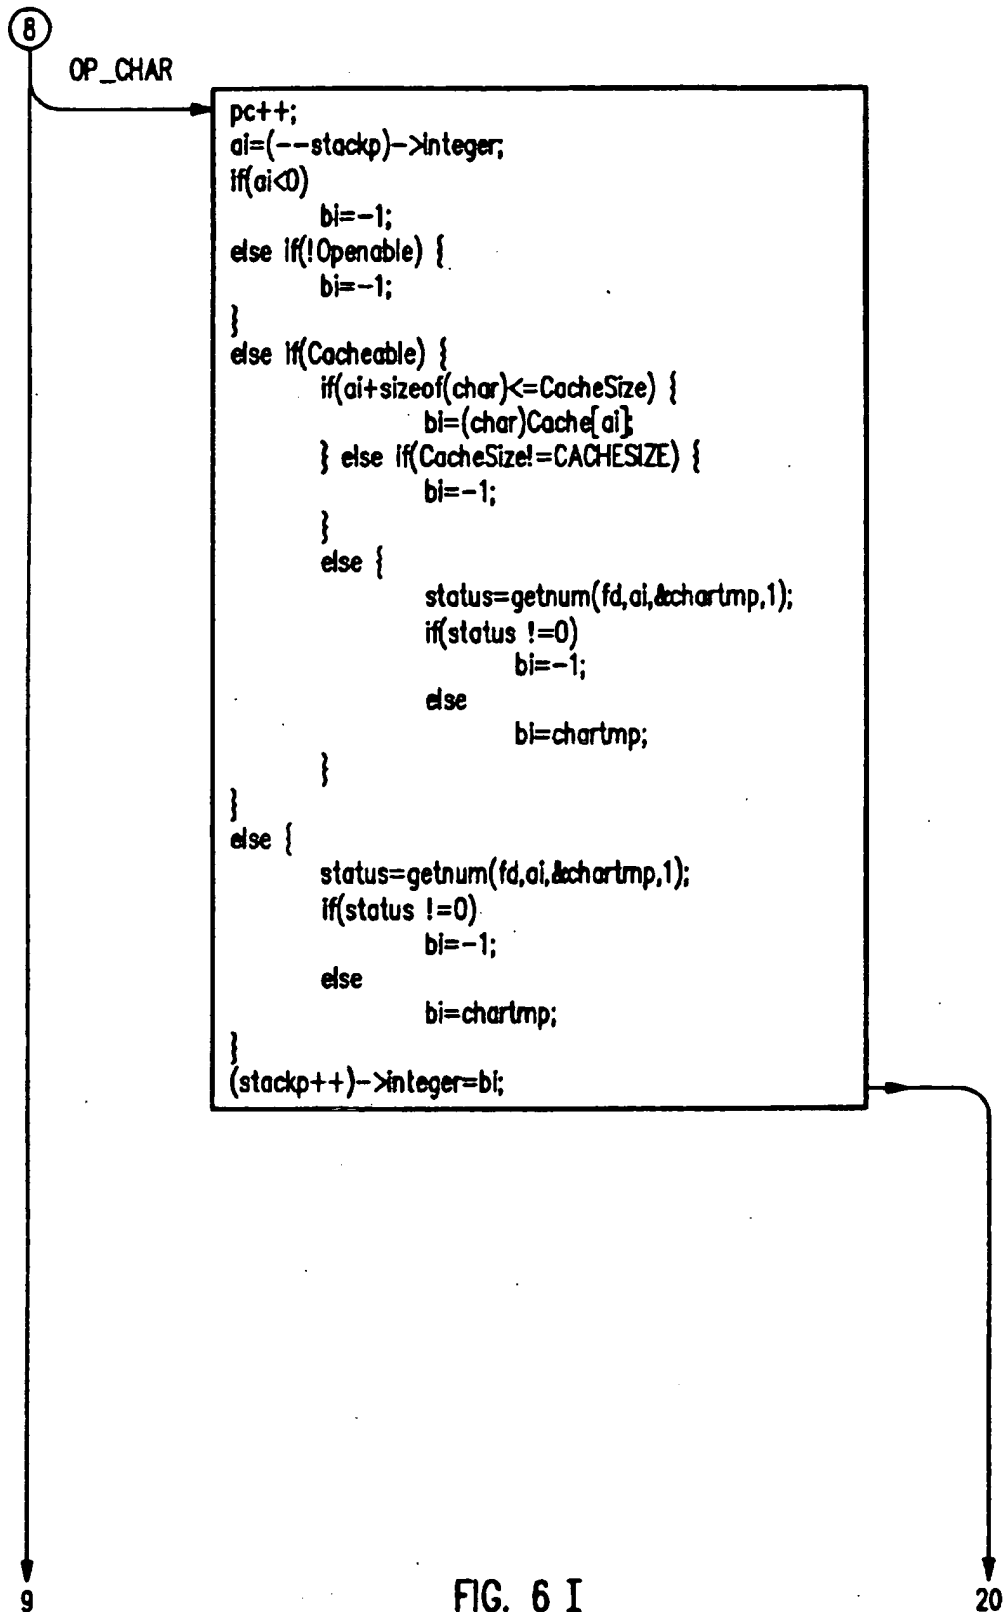 8
OP_CHAR
pc++;
ai=(--stackp)->integer;
if(ai<0)
bi=-1;
else if(!Openable) {
bi=-1;
}
else if(Cacheable) {
if(ai+sizeof(char)<=CacheSize) {
bi=(char)Cache[ai];
} else if(CacheSize!=CACHESIZE) {
bi=-1;
}
else {
status=getnum(fd,ai,&chartmp,1);
if(status !=0)
bi=-1;
else
bi=chartmp;
}
}
else {
status=getnum(fd,ai,&chartmp,1);
if(status !=0)
bi=-1;
else
bi=chartmp;
}
(stackp++)->integer=bi;
9
FIG. 6 I
20